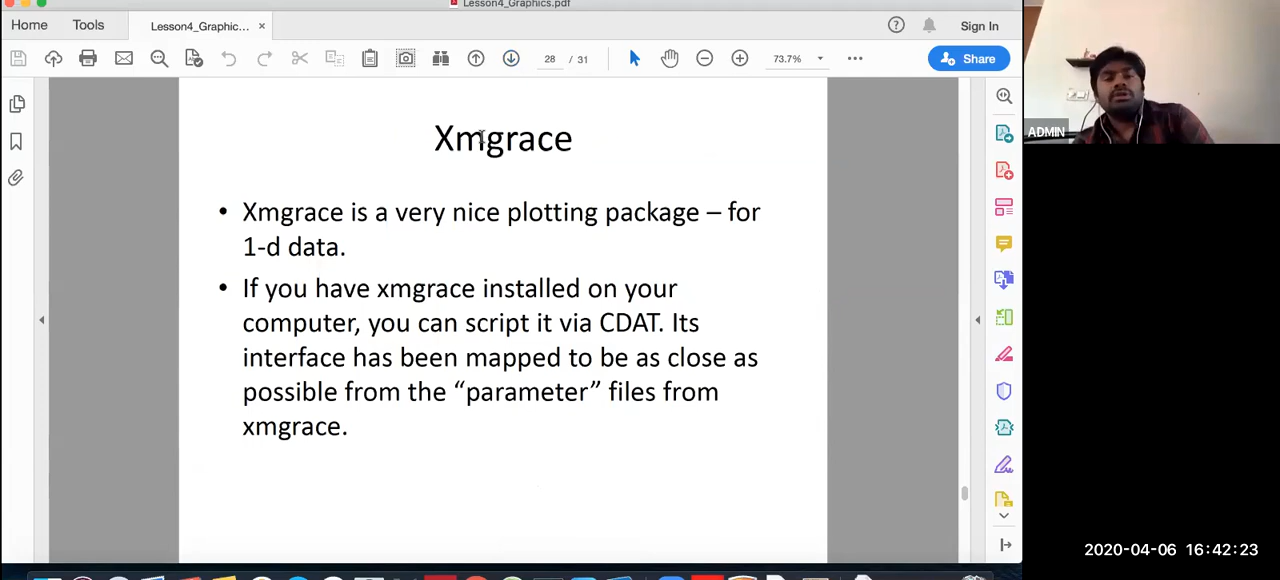 Lesson4_Graphics.pdf
Home Tools Lesson4_Graphic... × Sign In
28 / 31 73.7% Share
ADMIN
Xmgrace
• Xmgrace is a very nice plotting package – for
1-d data.
• If you have xmgrace installed on your
computer, you can script it via CDAT. Its
interface has been mapped to be as close as
possible from the “parameter” files from
xmgrace.
2020-04-06 16:42:23